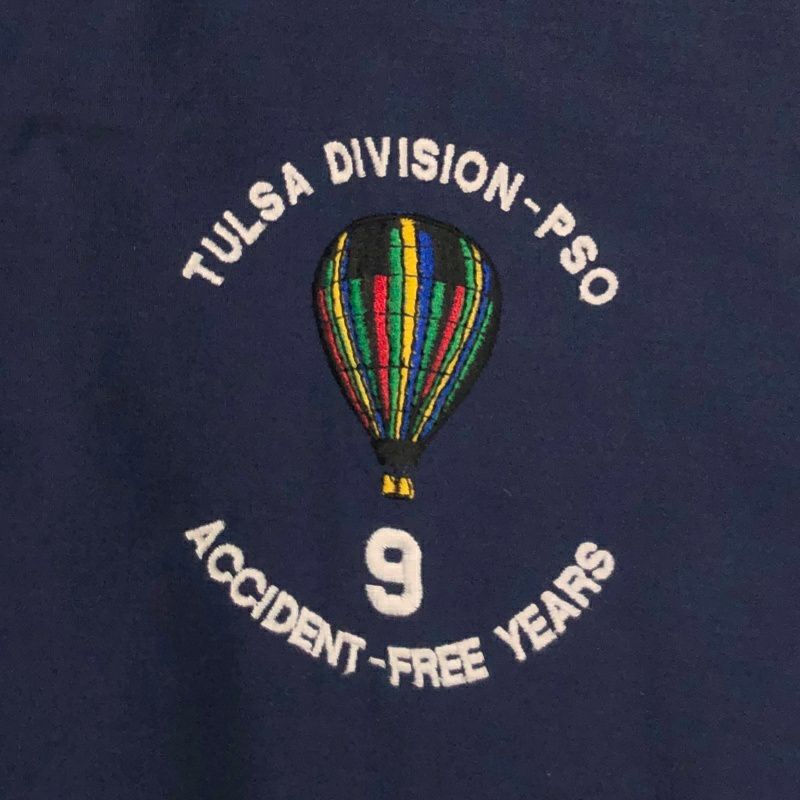 TULSA DIVISION-PSO
9
ACCIDENT-FREE YEARS